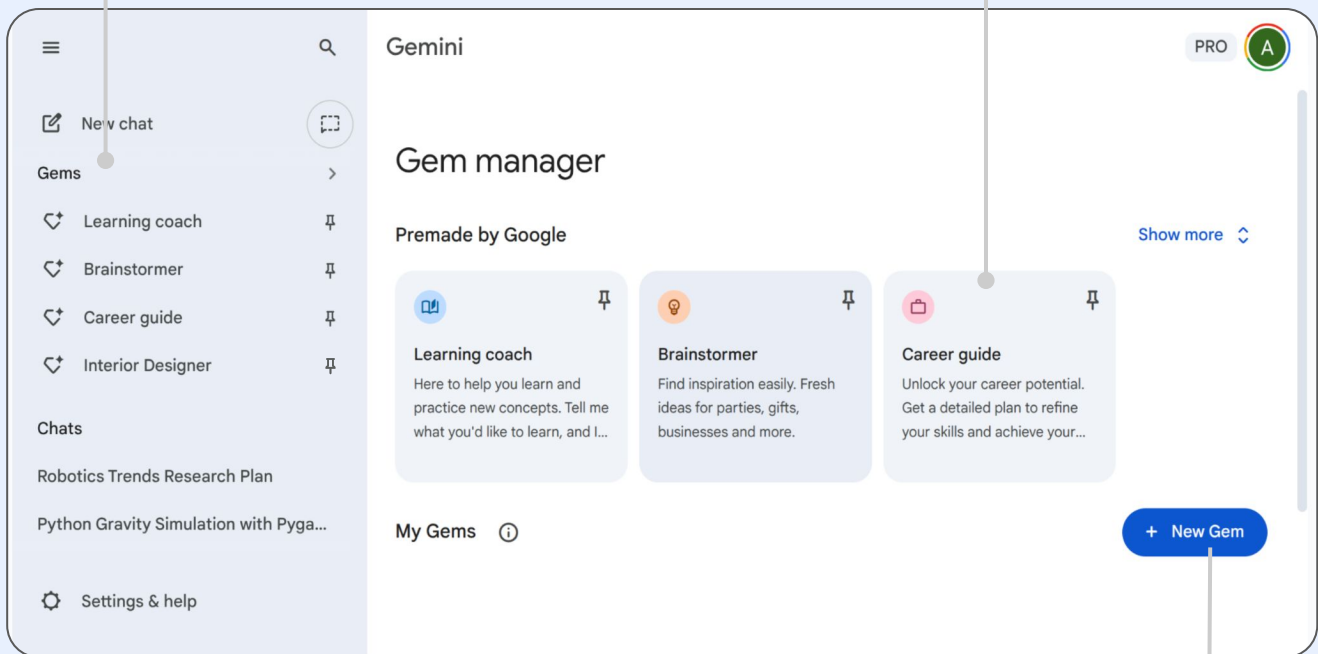 Gemini
PRO
A
New chat
Gems
Learning coach
Brainstormer
Career guide
Interior Designer
Chats
Robotics Trends Research Plan
Python Gravity Simulation with Pyga...
Settings & help
Gem manager
Premade by Google
Show more
Learning coach
Here to help you learn and
practice new concepts. Tell me
what you'd like to learn, and I...
Brainstormer
Find inspiration easily. Fresh
ideas for parties, gifts,
businesses and more.
Career guide
Unlock your career potential.
Get a detailed plan to refine
your skills and achieve your...
My Gems
+ New Gem